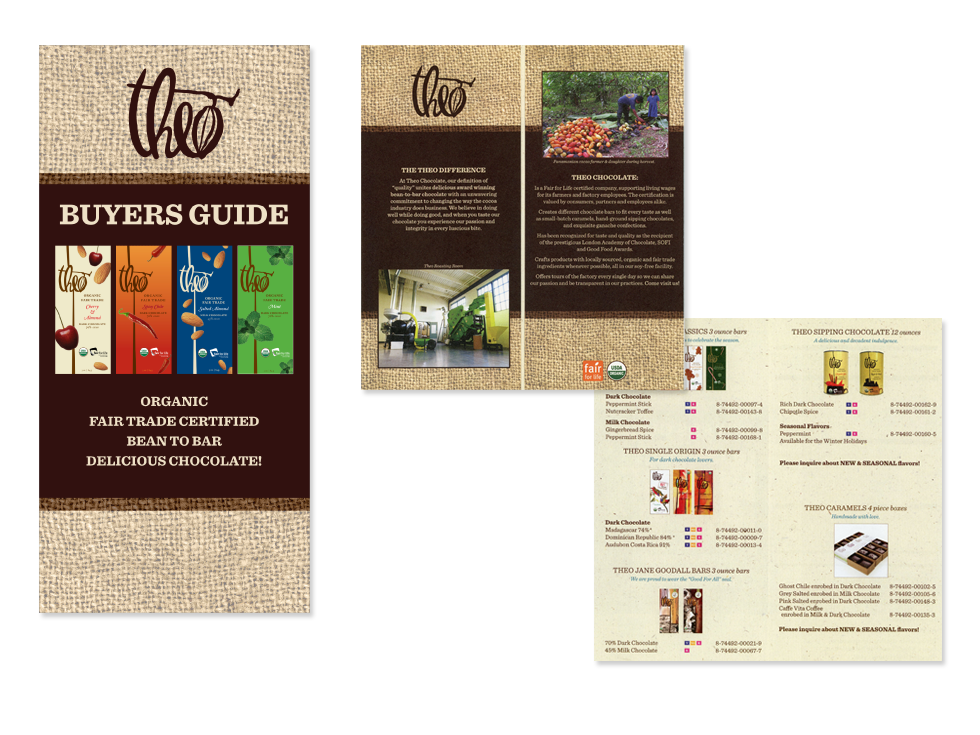 theo
BUYERS GUIDE
theo
ORGANIC
FAIR TRADE
Cherry
&
Almond
theo
ORGANIC
FAIR TRADE
Spicy Chile
theo
ORGANIC
FAIR TRADE
Salted Almond
theo
ORGANIC
FAIR TRADE
Mint
ORGANIC
FAIR TRADE CERTIFIED
BEAN TO BAR
DELICIOUS CHOCOLATE!
theo
THE THEO DIFFERENCE
At Theo Chocolate, our definition of
"quality" unites delicious award winning
bean-to-bar chocolate with an unwavering
commitment to changing the way the cocoa
industry does business. We believe in doing
well while doing good, and when you taste our
chocolate you experience our passion and
integrity in every luscious bite.
Theo Roasting Room
Panamanian cocoa farmer & daughter during harvest.
THEO CHOCOLATE:
Is a Fair for Life certified company, supporting living wages
for its farmers and factory employees. The certification is
valued by consumers, partners and employees alike.
Creates different chocolate bars to fit every taste as well
as small-batch caramels, hand-ground sipping chocolates,
and exquisite ganache confections.
Has been recognized for taste and quality as the recipient
of the prestigious London Academy of Chocolate, SOFI
and Good Food Awards.
Crafts products with locally sourced, organic and fair trade
ingredients whenever possible, all in our soy-free facility.
Offers tours of the factory every single day so we can share
our passion and be transparent in our practices. Come visit us!
fair
for life
USDA
ORGANIC
ASSICS 3 ounce bars
to celebrate the season.
Dark Chocolate
Peppermint Stick 8-74492-00097-4
Nutcracker Toffee 8-74492-00143-8
Milk Chocolate
Gingerbread Spice 8-74492-00099-8
Peppermint Stick 8-74492-00168-1
THEO SINGLE ORIGIN 3 ounce bars
For dark chocolate lovers.
Dark Chocolate
Madagascar 74%* 8-74492-00011-0
Dominican Republic 84%* 8-74492-00009-7
Audubon Costa Rica 91% 8-74492-00013-4
THEO JANE GOODALL BARS 3 ounce bars
We are proud to wear the "Good For All" seal.
70% Dark Chocolate 8-74492-00021-9
45% Milk Chocolate 8-74492-00067-7
THEO SIPPING CHOCOLATE 12 ounces
A delicious and decadent indulgence.
Rich Dark Chocolate 8-74492-00162-9
Chipotle Spice 8-74492-00161-2
Seasonal Flavors
Peppermint 8-74492-00160-5
Available for the Winter Holidays
Please inquire about NEW & SEASONAL flavors!
THEO CARAMELS 4 piece boxes
Handmade with love.
Ghost Chile enrobed in Dark Chocolate 8-74492-00102-5
Grey Salted enrobed in Milk Chocolate 8-74492-00105-6
Pink Salted enrobed in Dark Chocolate 8-74492-00148-3
Caffe Vita Coffee
enrobed in Milk & Dark Chocolate 8-74492-00135-3
Please inquire about NEW & SEASONAL flavors!